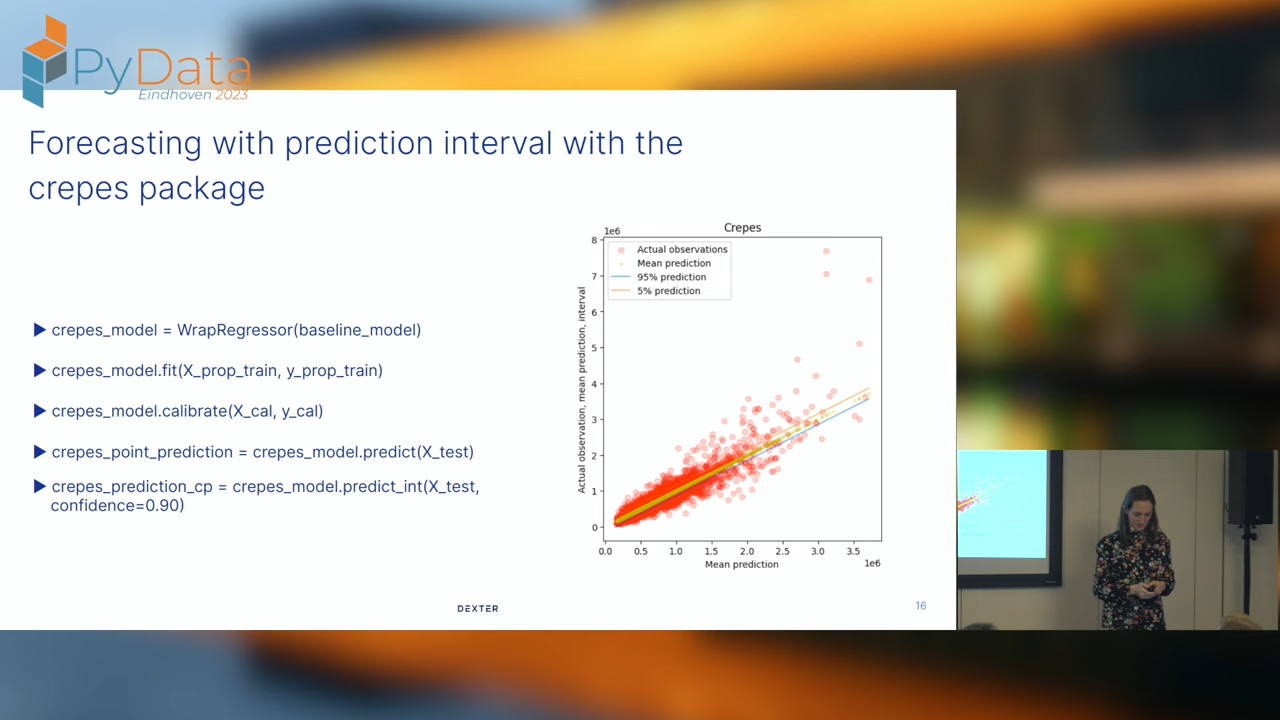 PyData
Eindhoven 2023
Forecasting with prediction interval with the
crepes package
▶ crepes_model = WrapRegressor(baseline_model)
▶ crepes_model.fit(X_prop_train, y_prop_train)
▶ crepes_model.calibrate(X_cal, y_cal)
▶ crepes_point_prediction = crepes_model.predict(X_test)
▶ crepes_prediction_cp = crepes_model.predict_int(X_test,
confidence=0.90)
Crepes
1e6
Actual observations
Mean prediction
95% prediction
5% prediction
8
7
6
5
4
3
2
1
0
Actual observation, mean prediction, interval
0.0 0.5 1.0 1.5 2.0 2.5 3.0 3.5
Mean prediction
1e6
DEXTER
16